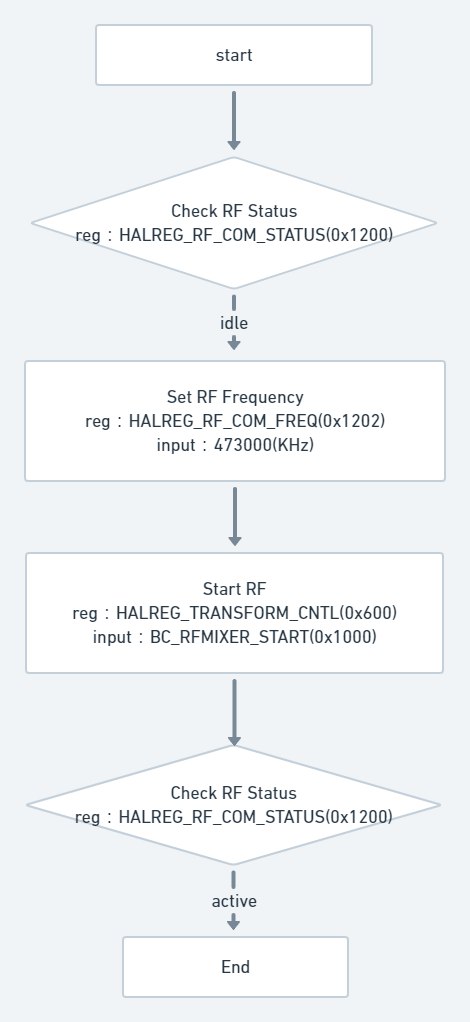 start
Check RF Status
reg : HALREG_RF_COM_STATUS(0x1200)
idle
Set RF Frequency
reg : HALREG_RF_COM_FREQ(0x1202)
input : 473000(KHz)
Start RF
reg : HALREG_TRANSFORM_CNTL(0x600)
input : BC_RFMIXER_START(0x1000)
Check RF Status
reg : HALREG_RF_COM_STATUS(0x1200)
active
End